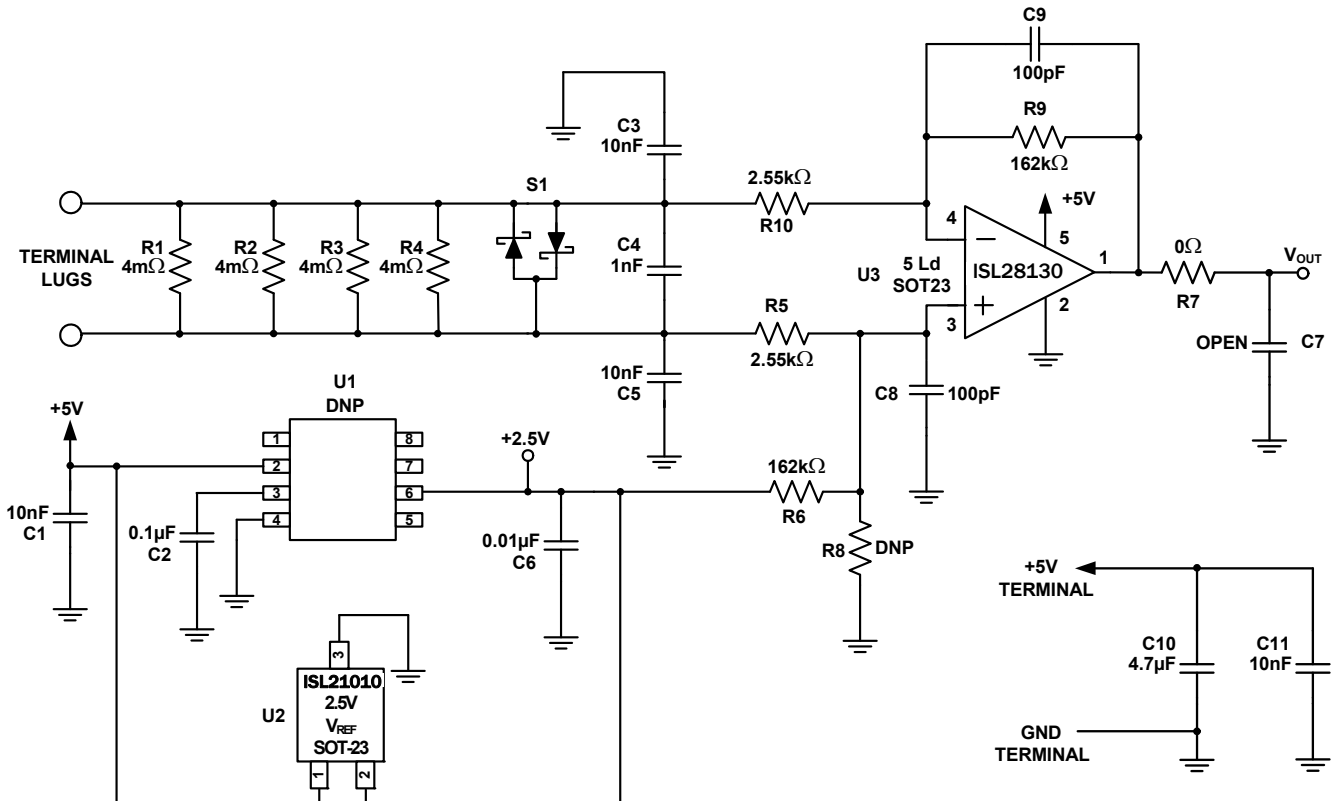 C9
100pF
R9
162kΩ
C3
10nF
S1
2.55kΩ
R10
+5V
TERMINAL
LUGS
R1
4mΩ
R2
4mΩ
R3
4mΩ
R4
4mΩ
C4
1nF
U3
5 Ld
SOT23
4
5
ISL28130
1
3
2
0Ω
R7
VOUT
R5
2.55kΩ
OPEN
C7
10nF
C5
C8
100pF
U1
DNP
+5V
1
2
3
4
8
7
6
5
+2.5V
10nF
C1
0.1µF
C2
0.01µF
C6
162kΩ
R6
R8
DNP
+5V
TERMINAL
C10
4.7µF
C11
10nF
GND
TERMINAL
3
U2
ISL21010
2.5V
VREF
SOT-23
1
2